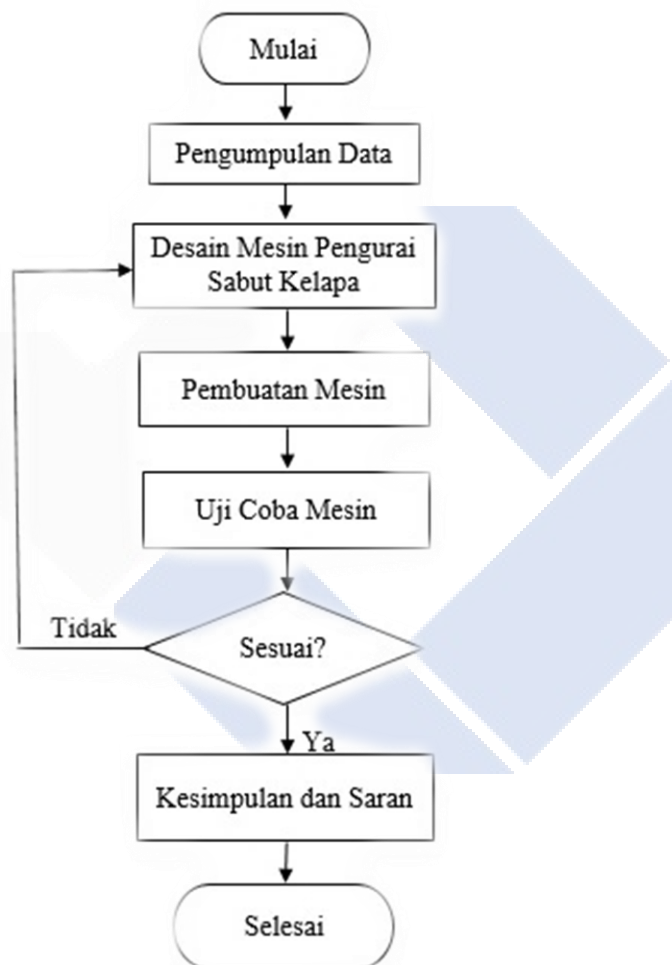 Mulai
Pengumpulan Data
Desain Mesin Pengurai
Sabut Kelapa
Pembuatan Mesin
Uji Coba Mesin
Tidak
Sesuai?
Ya
Kesimpulan dan Saran
Selesai